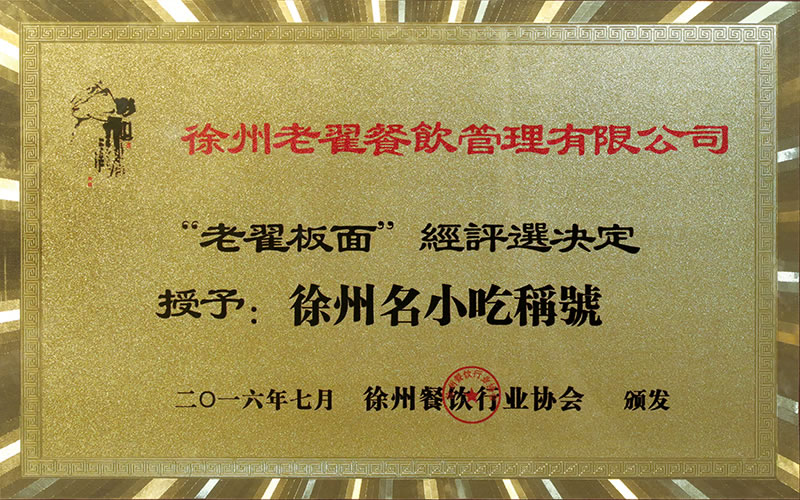 徐州老翟餐飲管理有限公司
“老翟板面”經評選决定
授予：徐州名小吃稱號
二〇一六年七月 徐州餐饮行业协会 颁发